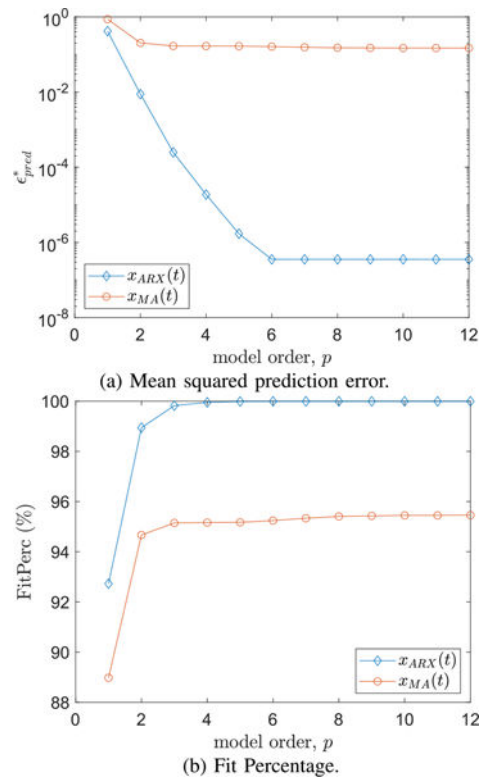 10^0
10^-2
10^-4
10^-6
10^-8
ϵ*_pred
x_ARX(t)
x_MA(t)
0 2 4 6 8 10 12
model order, p
(a) Mean squared prediction error.
100
98
96
94
92
90
88
FitPerc (%)
x_ARX(t)
x_MA(t)
0 2 4 6 8 10 12
model order, p
(b) Fit Percentage.